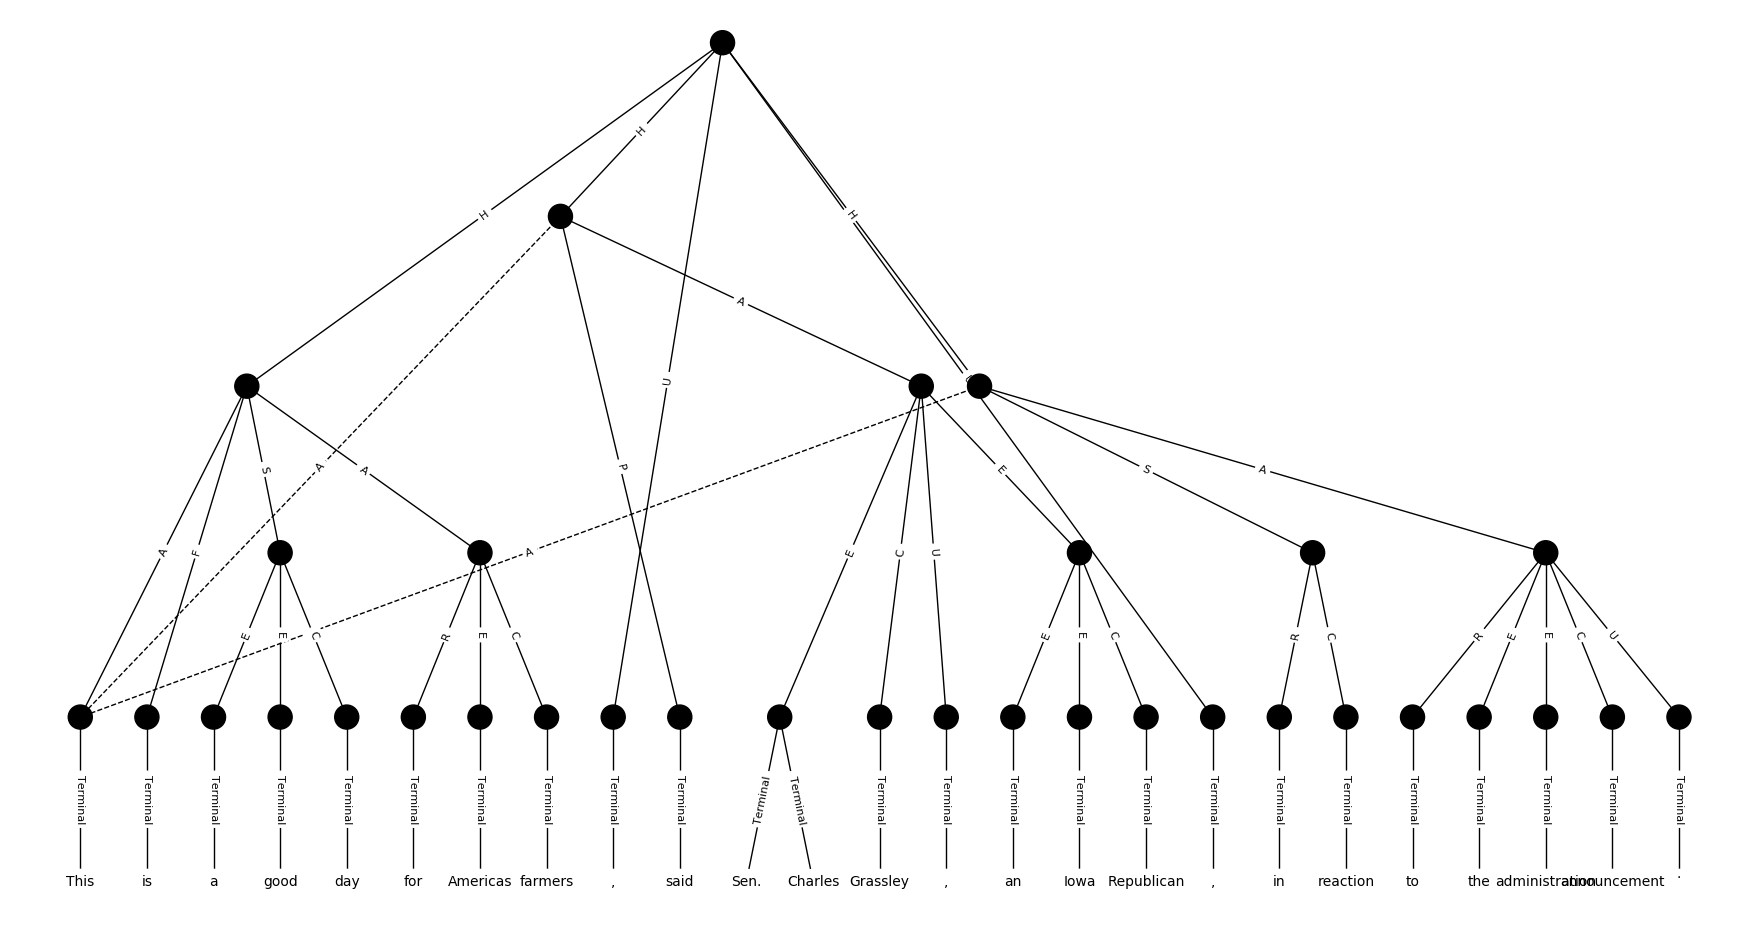 H
H H
U
A
A P A S A
S E
A F A E C U
E E C R E C E E C R C R E E C U
Terminal Terminal Terminal Terminal Terminal Terminal Terminal Terminal Terminal Terminal Terminal Terminal Terminal Terminal Terminal Terminal Terminal Terminal Terminal Terminal Terminal Terminal Terminal Terminal Terminal
This is a good day for Americas farmers , said Sen. Charles Grassley , an Iowa Republican , in reaction to the administration announcement .